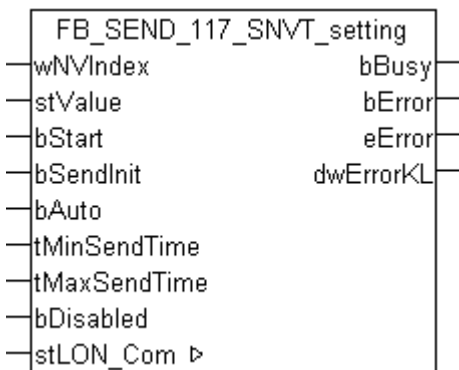 FB_SEND_117_SNVT_setting
wNVIndex bBusy
stValue bError
bStart eError
bSendInit dwErrorKL
bAuto
tMinSendTime
tMaxSendTime
bDisabled
stLON_Com ▷